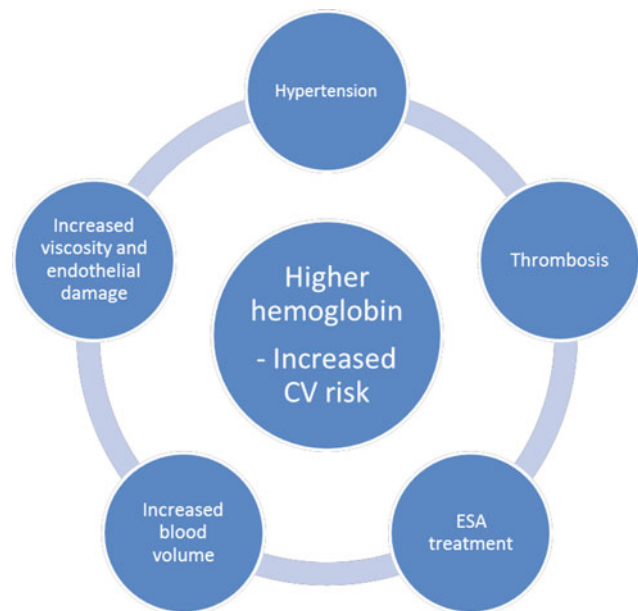 Hypertension
Increased
viscosity and
endothelial
damage
Thrombosis
Higher
hemoglobin
- Increased
CV risk
Increased
blood
volume
ESA
treatment